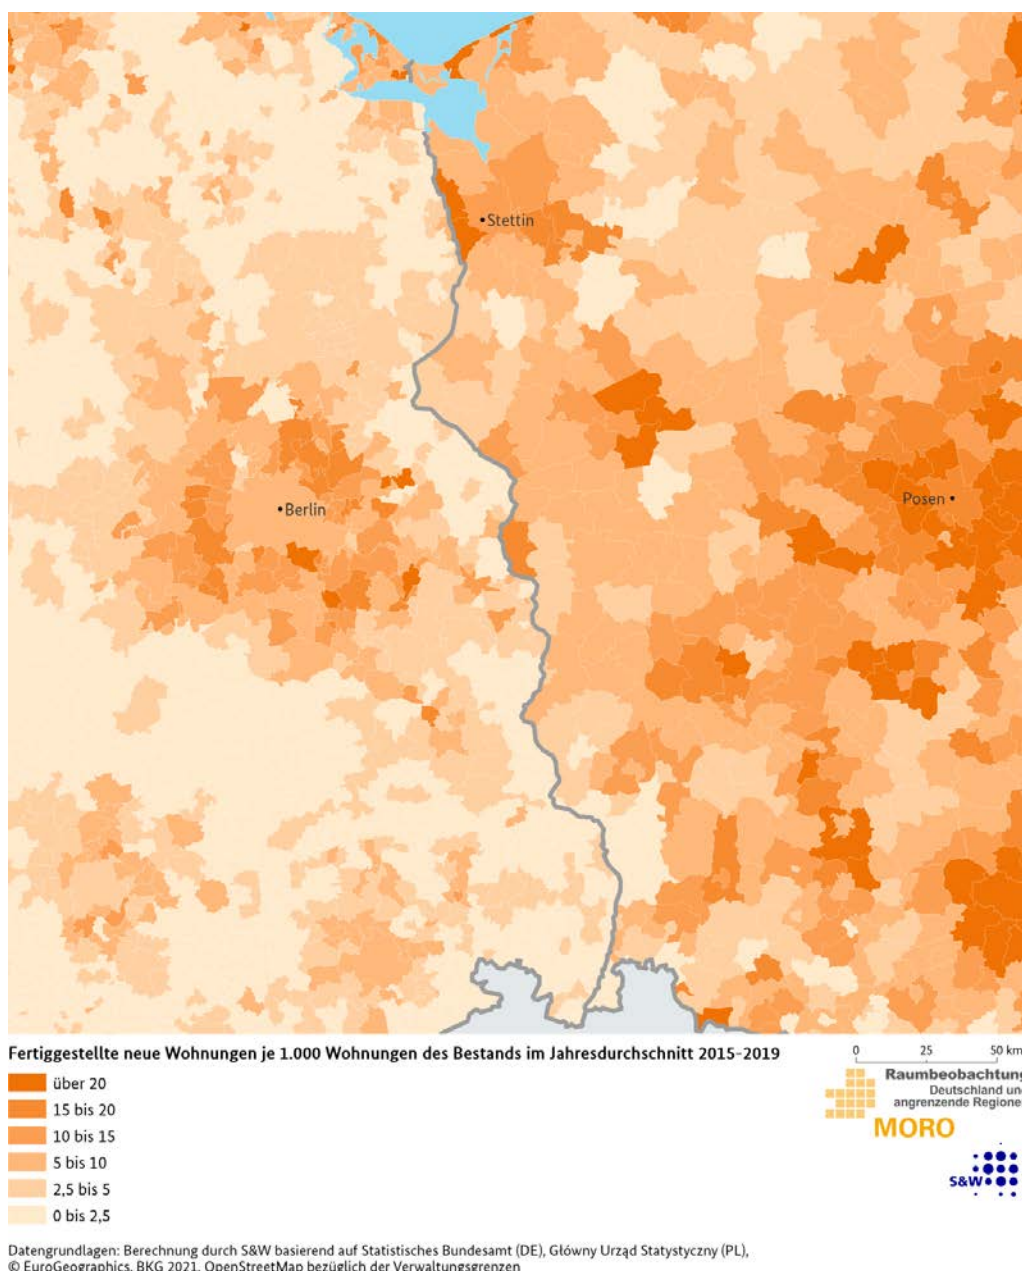 Stettin
Berlin
Posen
Fertiggestellte neue Wohnungen je 1.000 Wohnungen des Bestands im Jahresdurchschnitt 2015-2019
über 20
15 bis 20
10 bis 15
5 bis 10
2,5 bis 5
0 bis 2,5
0 25 50 km
Raumbeobachtung
Deutschland un
angrenzende Regione
MORO
S&W
Datengrundlagen: Berechnung durch S&W basierend auf Statistisches Bundesamt (DE), Główny Urząd Statystyczny (PL),
© EuroGeographics, BKG 2021, OpenStreetMap bezüglich der Verwaltungsgrenzen